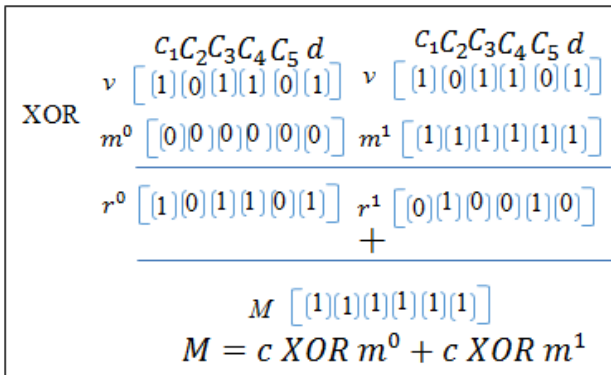 C₁C₂C₃C₄C₅ d C₁C₂C₃C₄C₅ d
v [(1)(0)(1)(1)(0)(1)] v [(1)(0)(1)(1)(0)(1)]
XOR
m⁰ [(0)(0)(0)(0)(0)(0)] m¹ [(1)(1)(1)(1)(1)(1)]
r⁰ [(1)(0)(1)(1)(0)(1)] r¹ [(0)(1)(0)(0)(1)(0)]
+
M [(1)(1)(1)(1)(1)(1)]
M = c XOR m⁰ + c XOR m¹